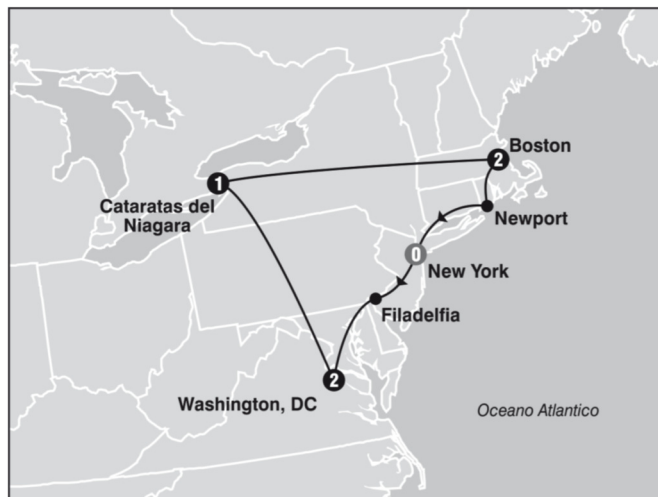 2
Boston
1
Cataratas del
Niagara
Newport
0
New York
Filadelfia
2
Washington, DC
Oceano Atlantico